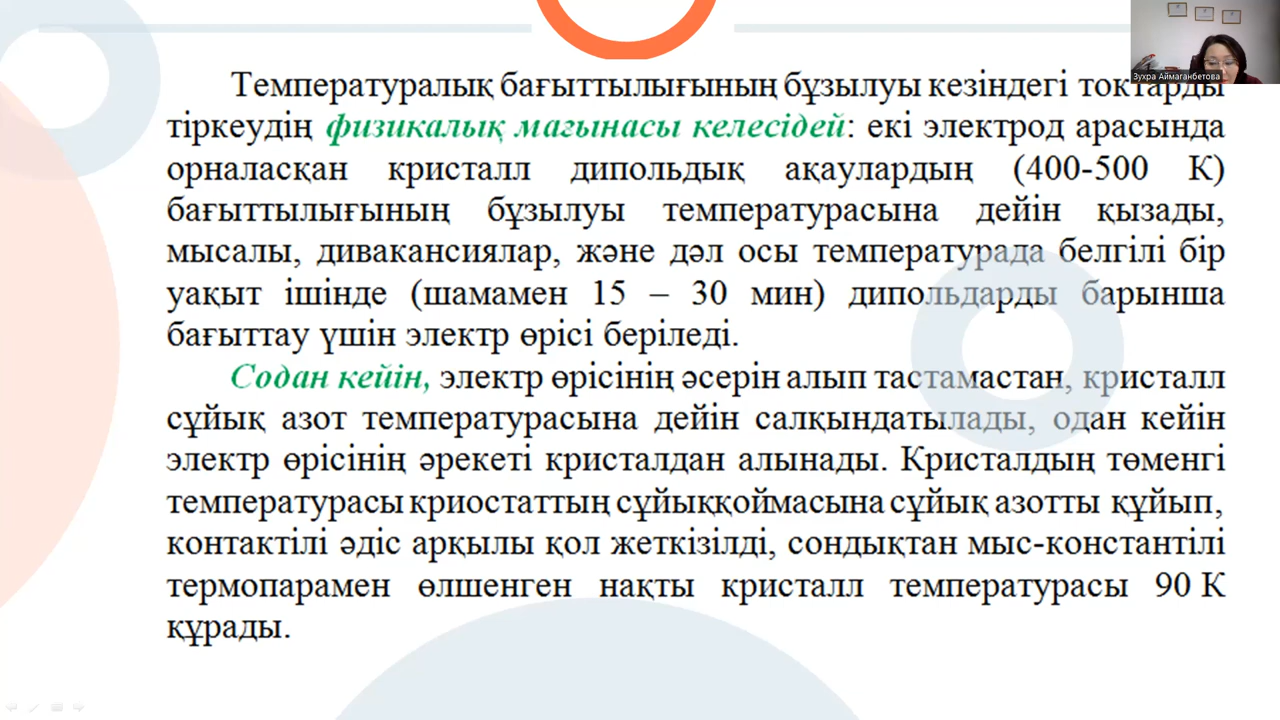 Зухра Аймаганбетова
Температуралық бағыттылығының бұзылуы кезіндегі токтарды
тіркеудің физикалық мағынасы келесідей: екі электрод арасында
орналасқан кристалл дипольдық ақаулардың (400-500 К)
бағыттылығының бұзылуы температурасына дейін қызады,
мысалы, дивакансиялар, және дәл осы температурада белгілі бір
уақыт ішінде (шамамен 15 – 30 мин) дипольдарды барынша
бағыттау үшін электр өрісі беріледі.
Содан кейін, электр өрісінің әсерін алып тастамастан, кристалл
сұйық азот температурасына дейін салқындатылады, одан кейін
электр өрісінің әрекеті кристалдан алынады. Кристалдың төменгі
температурасы криостаттың сұйыққоймасына сұйық азотты құйып,
контактілі әдіс арқылы қол жеткізілді, сондықтан мыс-константілі
термопарамен өлшенген нақты кристалл температурасы 90 К
құрады.